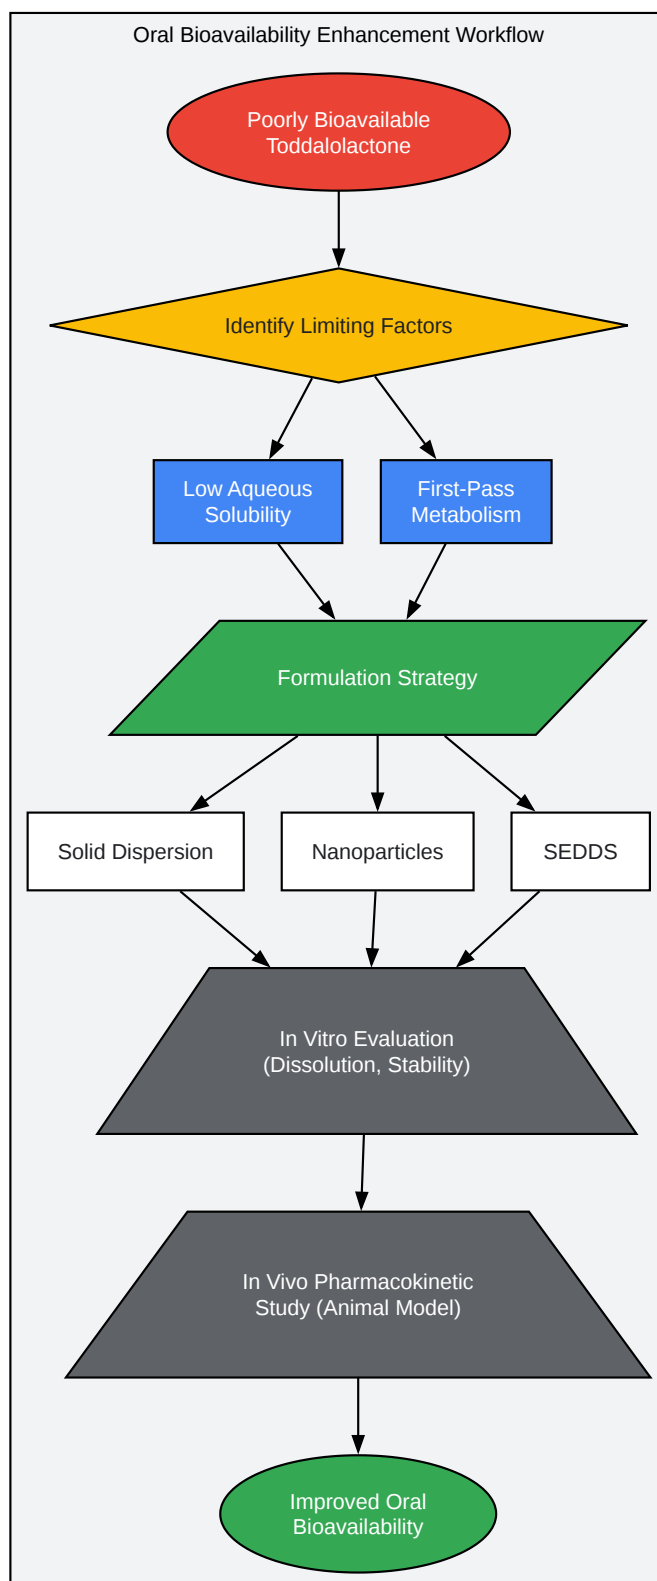 Oral Bioavailability Enhancement Workflow
Poorly Bioavailable
Toddalolactone
Identify Limiting Factors
Low Aqueous
Solubility
First-Pass
Metabolism
Formulation Strategy
Solid Dispersion
Nanoparticles
SEDDS
In Vitro Evaluation
(Dissolution, Stability)
In Vivo Pharmacokinetic
Study (Animal Model)
Improved Oral
Bioavailability